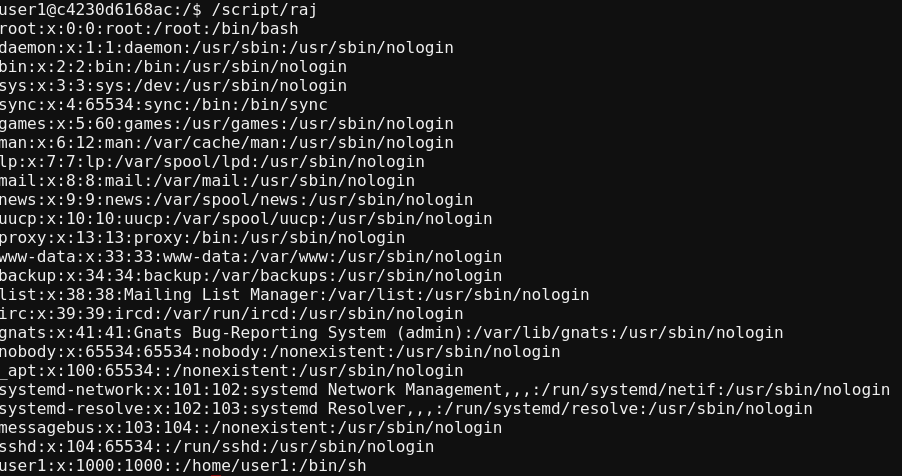 user1@c4230d6168ac:/$ /script/raj
root:x:0:0:root:/root:/bin/bash
daemon:x:1:1:daemon:/usr/sbin:/usr/sbin/nologin
bin:x:2:2:bin:/bin:/usr/sbin/nologin
sys:x:3:3:sys:/dev:/usr/sbin/nologin
sync:x:4:65534:sync:/bin:/bin/sync
games:x:5:60:games:/usr/games:/usr/sbin/nologin
man:x:6:12:man:/var/cache/man:/usr/sbin/nologin
lp:x:7:7:lp:/var/spool/lpd:/usr/sbin/nologin
mail:x:8:8:mail:/var/mail:/usr/sbin/nologin
news:x:9:9:news:/var/spool/news:/usr/sbin/nologin
uucp:x:10:10:uucp:/var/spool/uucp:/usr/sbin/nologin
proxy:x:13:13:proxy:/bin:/usr/sbin/nologin
www-data:x:33:33:www-data:/var/www:/usr/sbin/nologin
backup:x:34:34:backup:/var/backups:/usr/sbin/nologin
list:x:38:38:Mailing List Manager:/var/list:/usr/sbin/nologin
irc:x:39:39:ircd:/var/run/ircd:/usr/sbin/nologin
gnats:x:41:41:Gnats Bug-Reporting System (admin):/var/lib/gnats:/usr/sbin/nologin
nobody:x:65534:65534:nobody:/nonexistent:/usr/sbin/nologin
_apt:x:100:65534::/nonexistent:/usr/sbin/nologin
systemd-network:x:101:102:systemd Network Management,,,:/run/systemd/netif:/usr/sbin/nologin
systemd-resolve:x:102:103:systemd Resolver,,,:/run/systemd/resolve:/usr/sbin/nologin
messagebus:x:103:104::/nonexistent:/usr/sbin/nologin
sshd:x:104:65534::/run/sshd:/usr/sbin/nologin
user1:x:1000:1000::/home/user1:/bin/sh